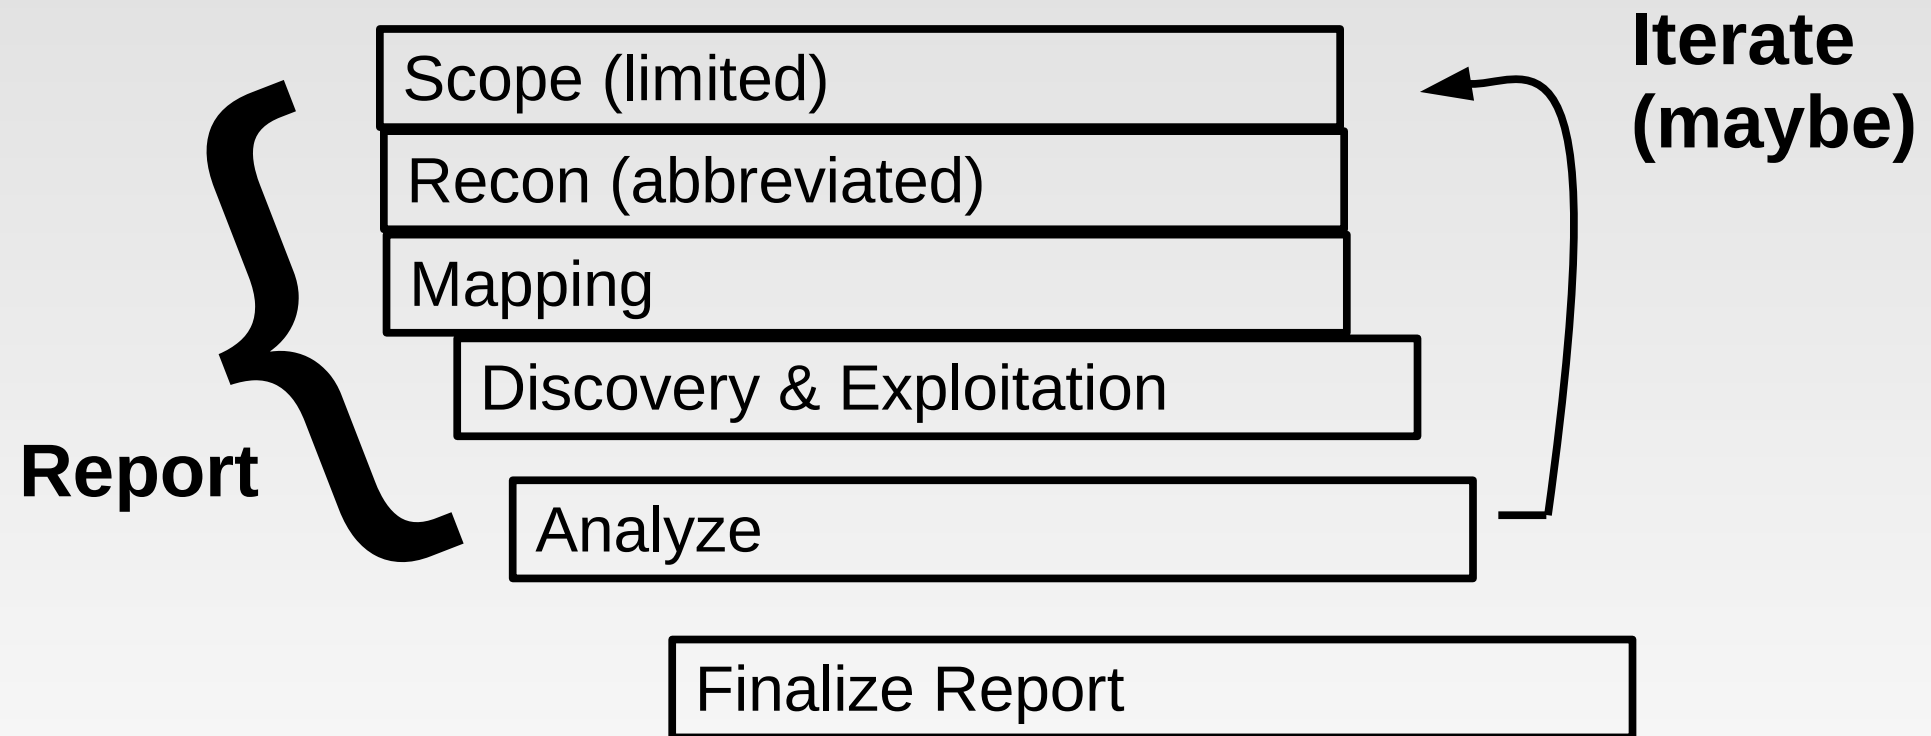 Scope (limited)
Recon (abbreviated)
Mapping
Discovery & Exploitation
Analyze
Finalize Report
Report
Iterate
(maybe)